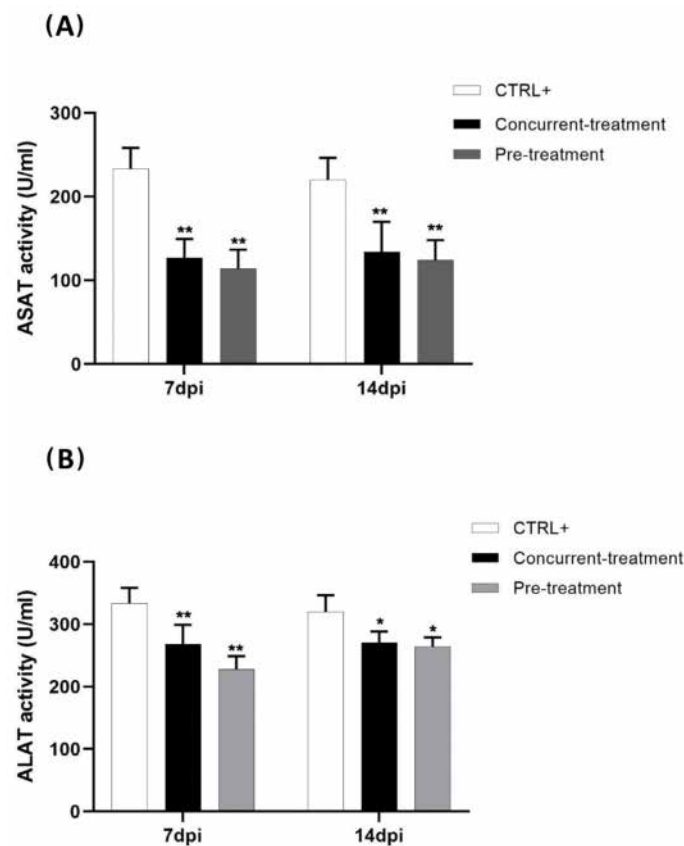 (A)
CTRL+
Concurrent-treatment
Pre-treatment
ASAT activity (U/ml)
300
200
100
0
** ** ** **
7dpi 14dpi
(B)
CTRL+
Concurrent-treatment
Pre-treatment
ALAT activity (U/ml)
400
300
200
100
0
** ** * *
7dpi 14dpi